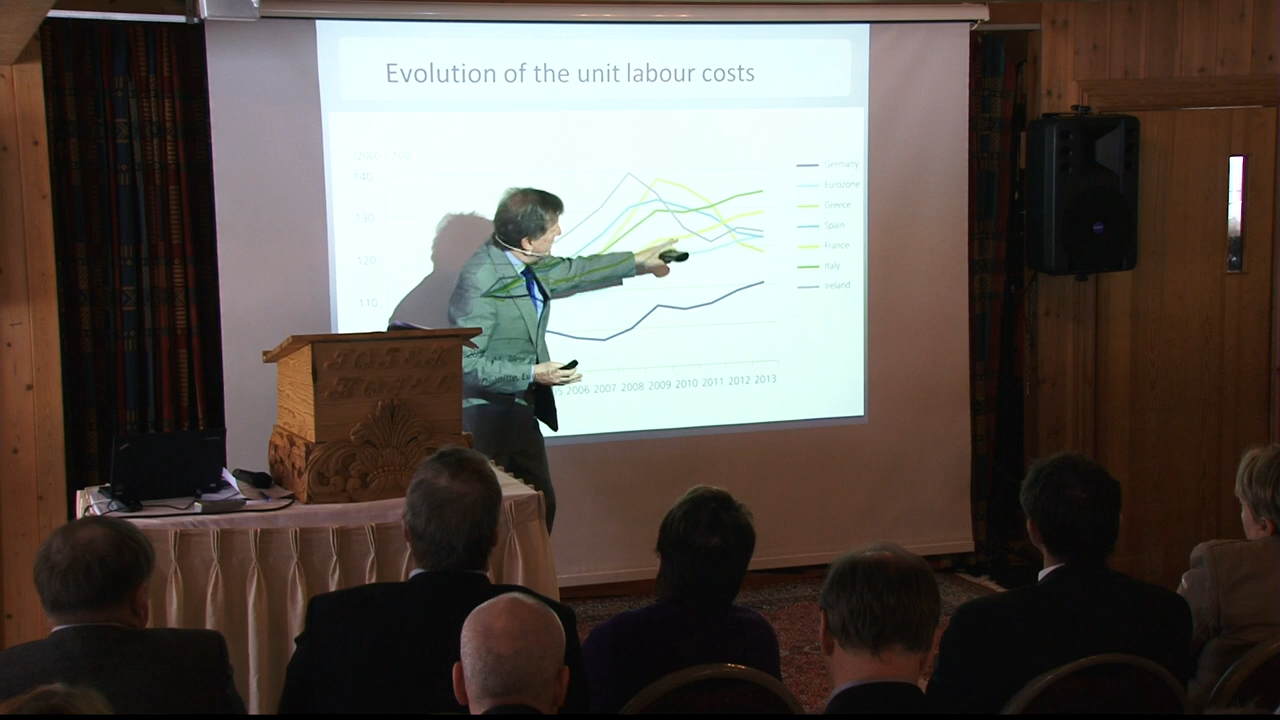 Evolution of the unit labour costs
140
130
120
110
2006 2007 2008 2009 2010 2011 2012 2013
Germany
Eurozone
Greece
Spain
France
Italy
Ireland